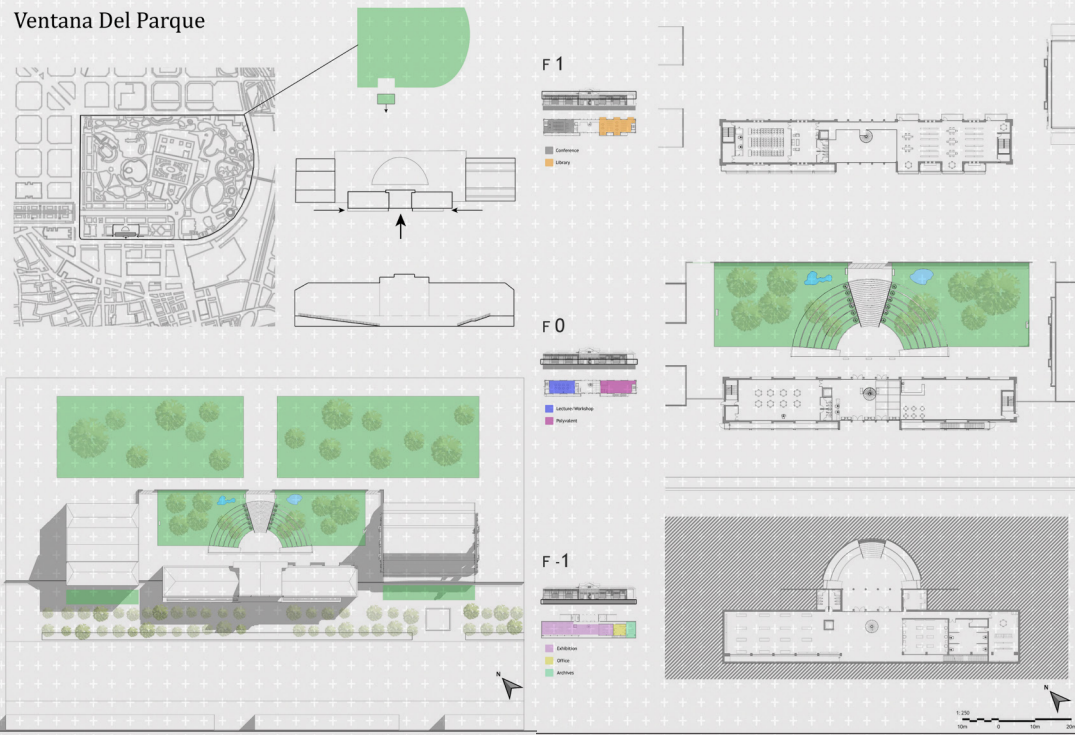 Ventana Del Parque
F 1
Conference
Library
F 0
Lecture-Workshop
Polyvalent
F -1
Exhibition
Office
Archives
N
N
1:250
10m 0 10m 20m